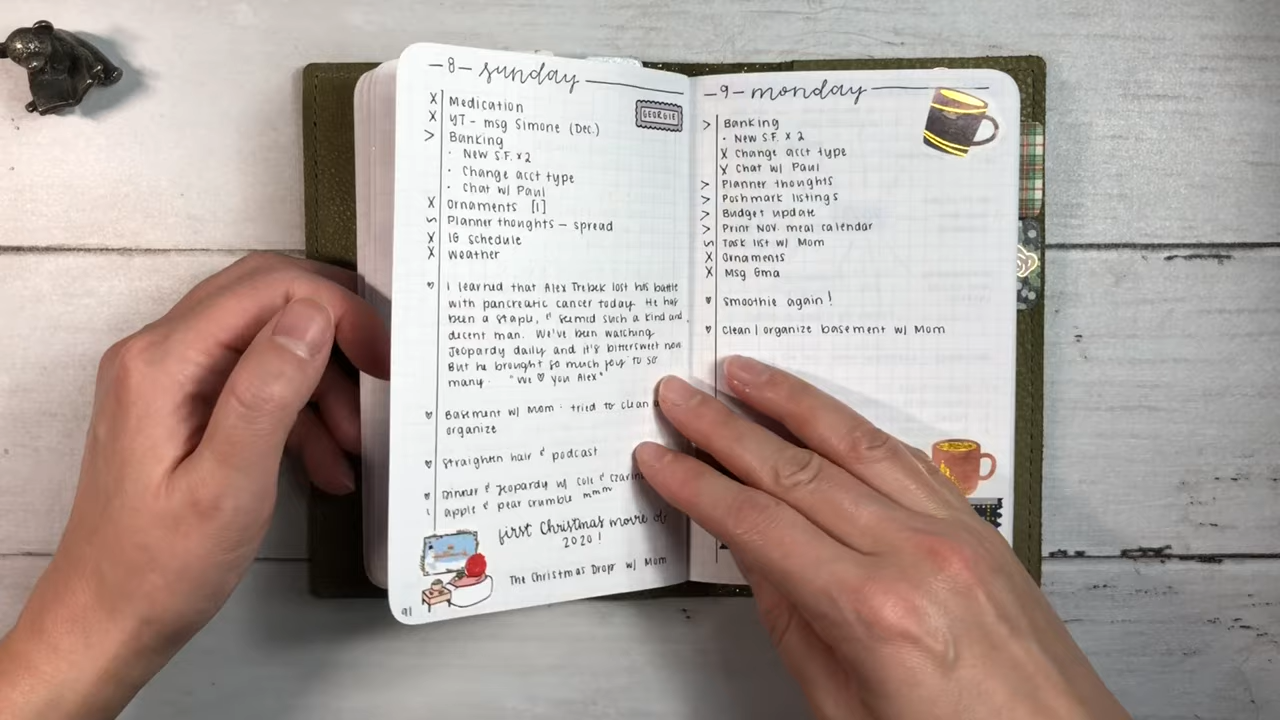 -8- sunday
X Medication
GEORGIE
X YT - msg Simone (Dec.)
> Banking
· New S.F. x2
· Change acct type
· Chat w/ Paul
X Ornaments [1]
~ Planner thoughts - spread
X IG schedule
X Weather
♡ I learned that Alex Trebek lost his battle
with pancreatic cancer today. He has
been a staple, & seemed such a kind and
decent man. We've been watching
Jeopardy daily and it's bittersweet now
But he brought so much joy to so
many. "We ♡ you Alex"
♡ Basement w/ Mom - tried to clean
organize
♡ Straighten hair & podcast
♡ Dinner & Jeopardy w/ Cole &
apple & pear crumble mmm
first Christmas movie of
2020!
The Christmas Drop w/ Mom
91
-9- monday
> Banking
· New S.F. x 2
X Change acct type
X Chat w/ Paul
> Planner thoughts
> Poshmark listings
> Budget update
> Print Nov. meal calendar
~ Task list w/ Mom
X Ornaments
X Msg Gma
♥ Smoothie again!
♥ Clean/organize basement w/ Mom